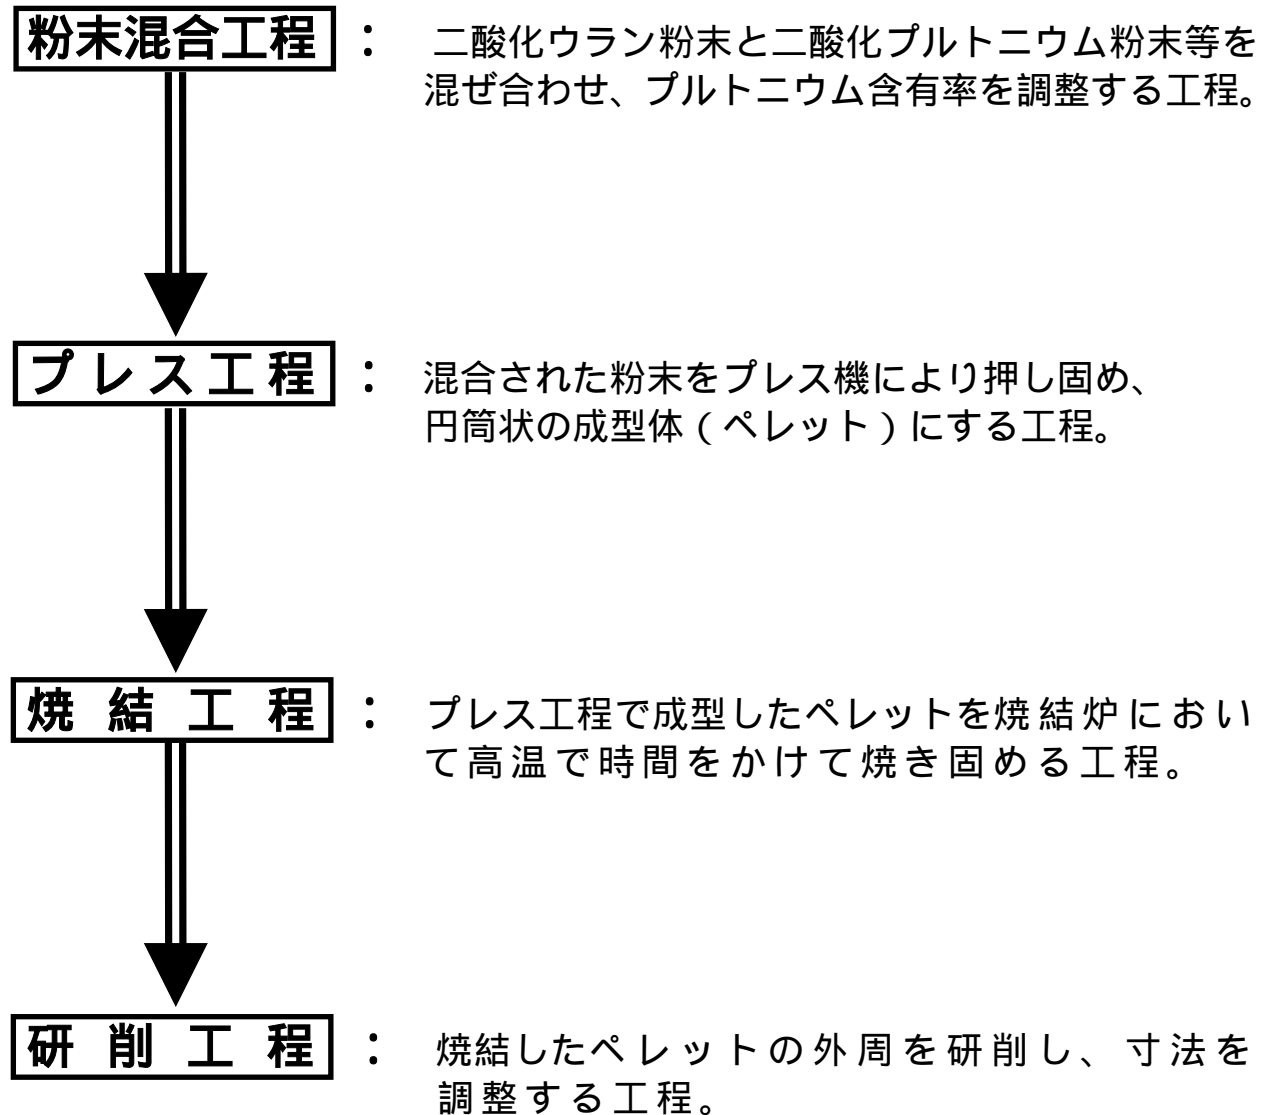 粉末混合工程 : 二酸化ウラン粉末と二酸化プルトニウム粉末等を
混ぜ合わせ、プルトニウム含有率を調整する工程。
プレス工程 : 混合された粉末をプレス機により押し固め、
円筒状の成型体(ペレット)にする工程。
焼結工程 : プレス工程で成型したペレットを焼結炉におい
て高温で時間をかけて焼き固める工程。
研削工程 : 焼結したペレットの外周を研削し、寸法を
調整する工程。